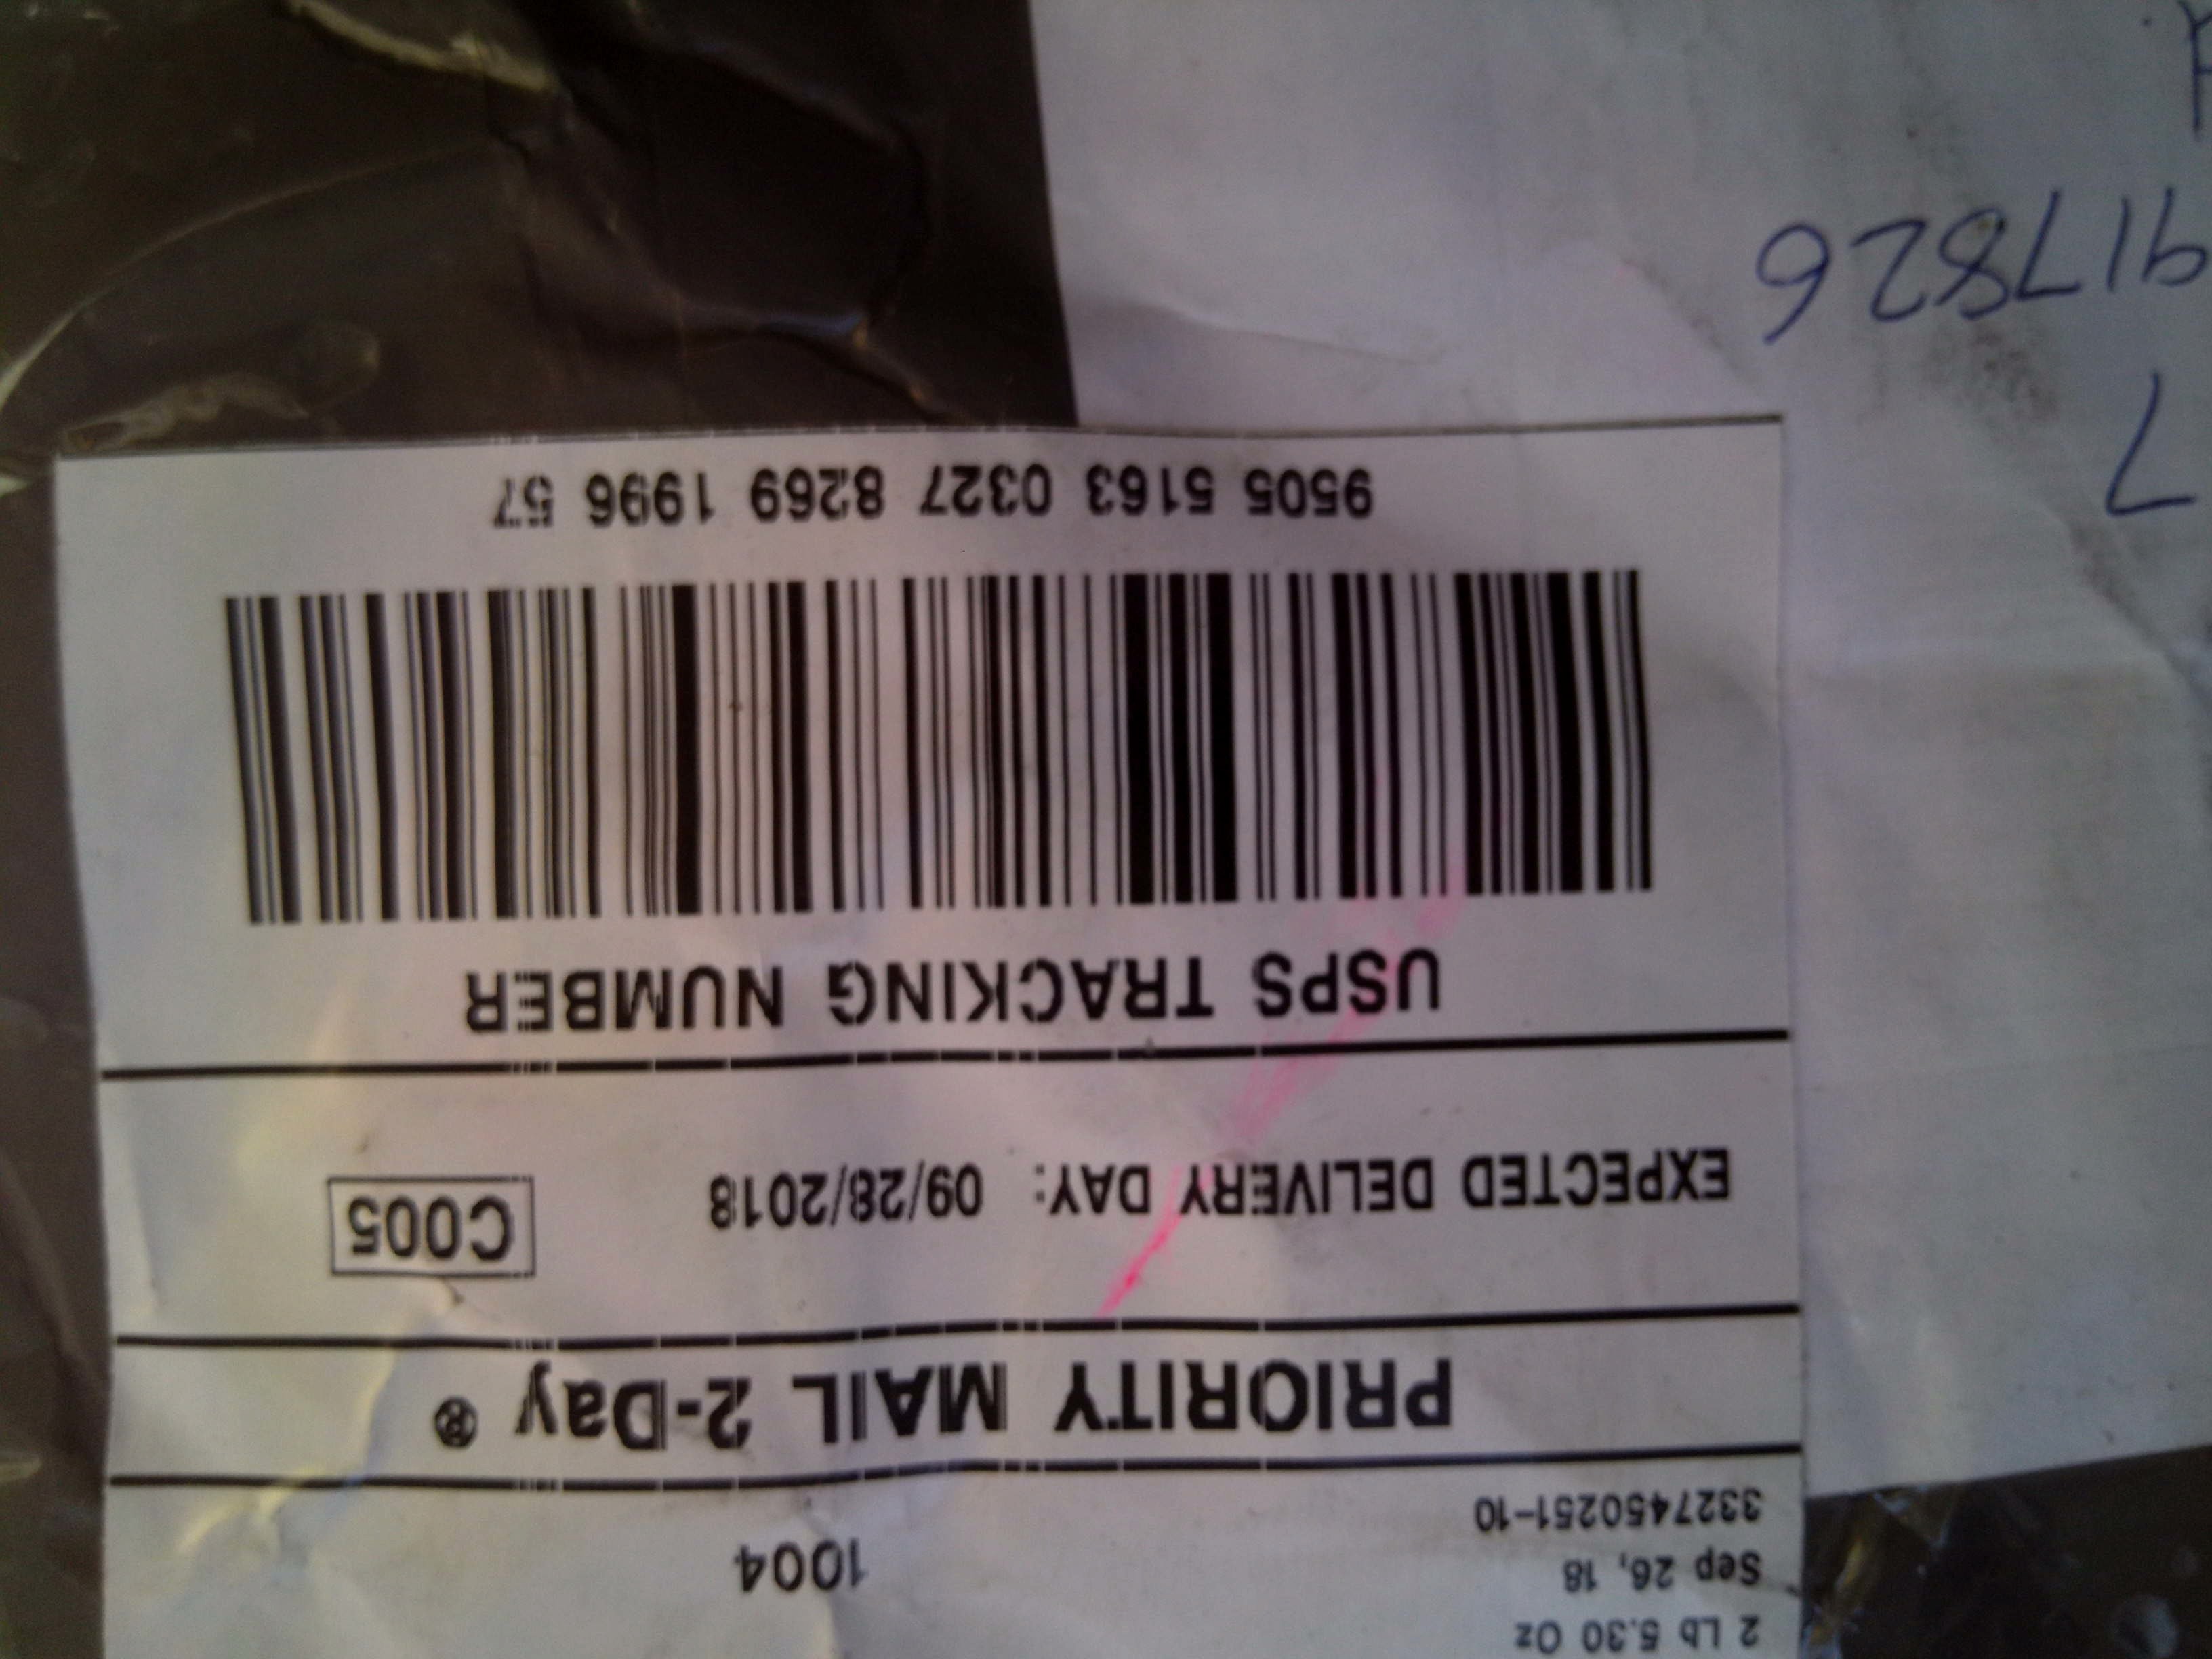 2 Lb 5.30 Oz
Sep 26, 18
3327450251-10
1004
PRIORITY MAIL 2-Day ®
EXPECTED DELIVERY DAY: 09/28/2018
C005
USPS TRACKING NUMBER
9505 5163 0327 8269 1996 57
7
917826